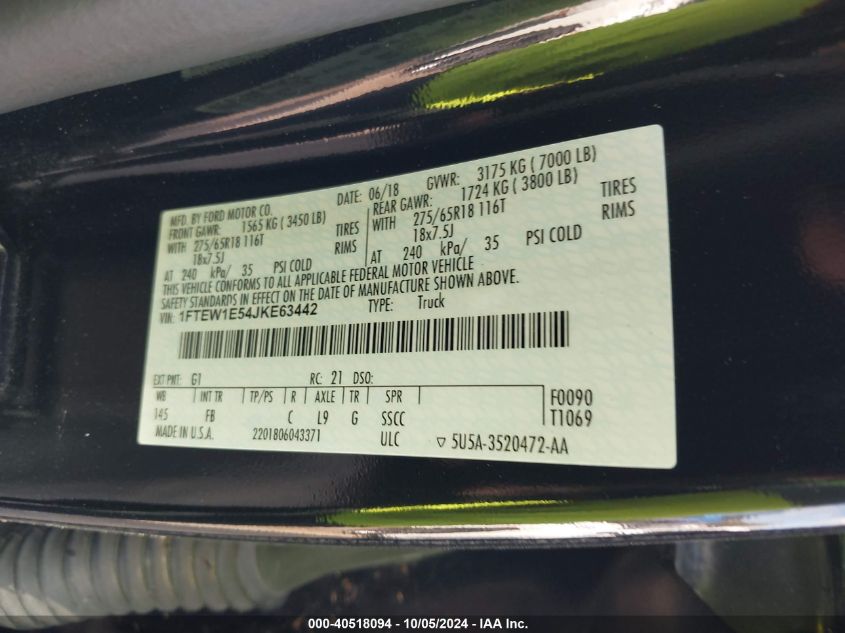 MFD. BY FORD MOTOR CO.
DATE: 06/18 GVWR: 3175 KG ( 7000 LB)
FRONT GAWR: 1565 KG ( 3450 LB) REAR GAWR: 1724 KG ( 3800 LB)
WITH 275/65R18 116T TIRES WITH 275/65R18 116T TIRES
18x7.5J RIMS 18x7.5J RIMS
AT 240 kPa/ 35 PSI COLD AT 240 kPa/ 35 PSI COLD
THIS VEHICLE CONFORMS TO ALL APPLICABLE FEDERAL MOTOR VEHICLE
SAFETY STANDARDS IN EFFECT ON THE DATE OF MANUFACTURE SHOWN ABOVE.
VIN: 1FTEW1E54JKE63442 TYPE: Truck
EXT PNT: G1 RC: 21 DSO:
WB INT TR TP/PS R AXLE TR SPR F0090
145 FB C L9 G SSCC T1069
MADE IN U.S.A. 2201806043371 ULC ▽ 5U5A-3520472-AA
000-40518094 - 10/05/2024 - IAA Inc.